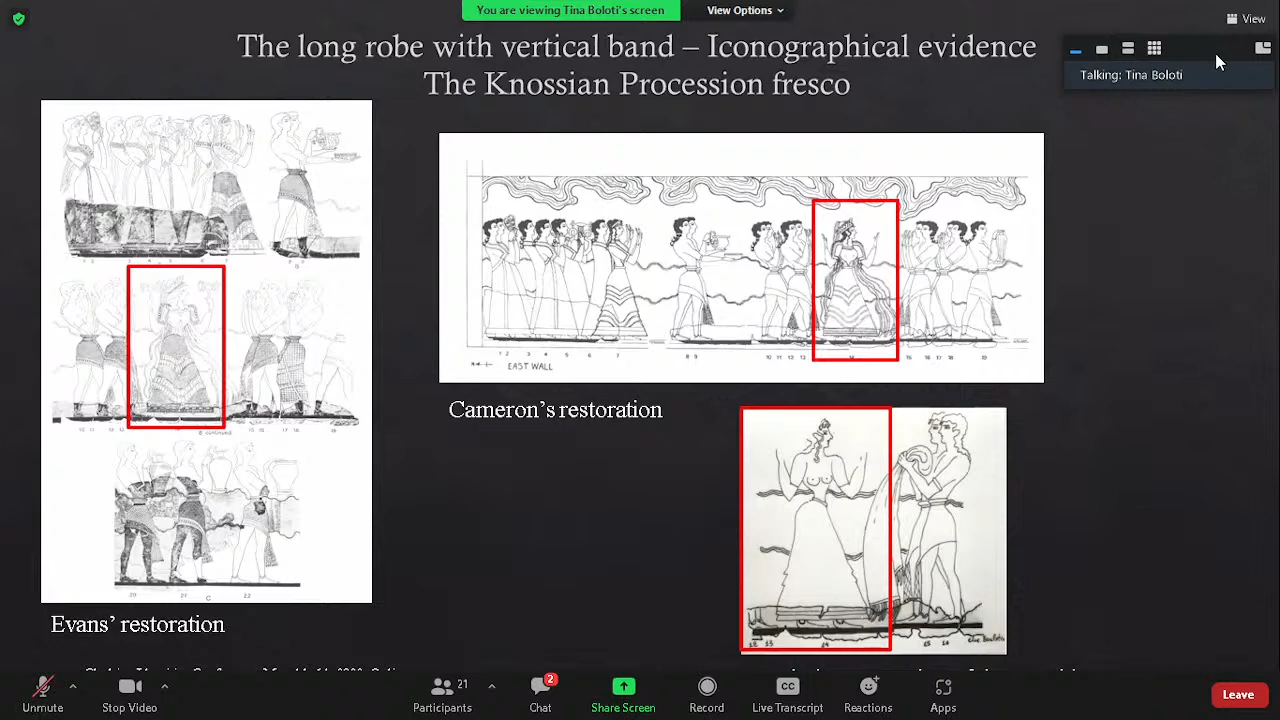 You are viewing Tina Boloti's screen
View Options
View
Talking: Tina Boloti
The long robe with vertical band – Iconographical evidence
The Knossian Procession fresco
EAST WALL
Cameron's restoration
Evans' restoration
Unmute
Stop Video
Participants
21
Chat
2
Share Screen
Record
CC
Live Transcript
Reactions
Apps
Leave